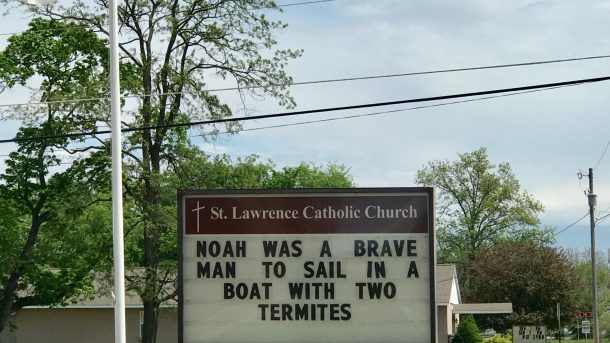 St. Lawrence Catholic Church
NOAH WAS A BRAVE
MAN TO SAIL IN A
BOAT WITH TWO
TERMITES